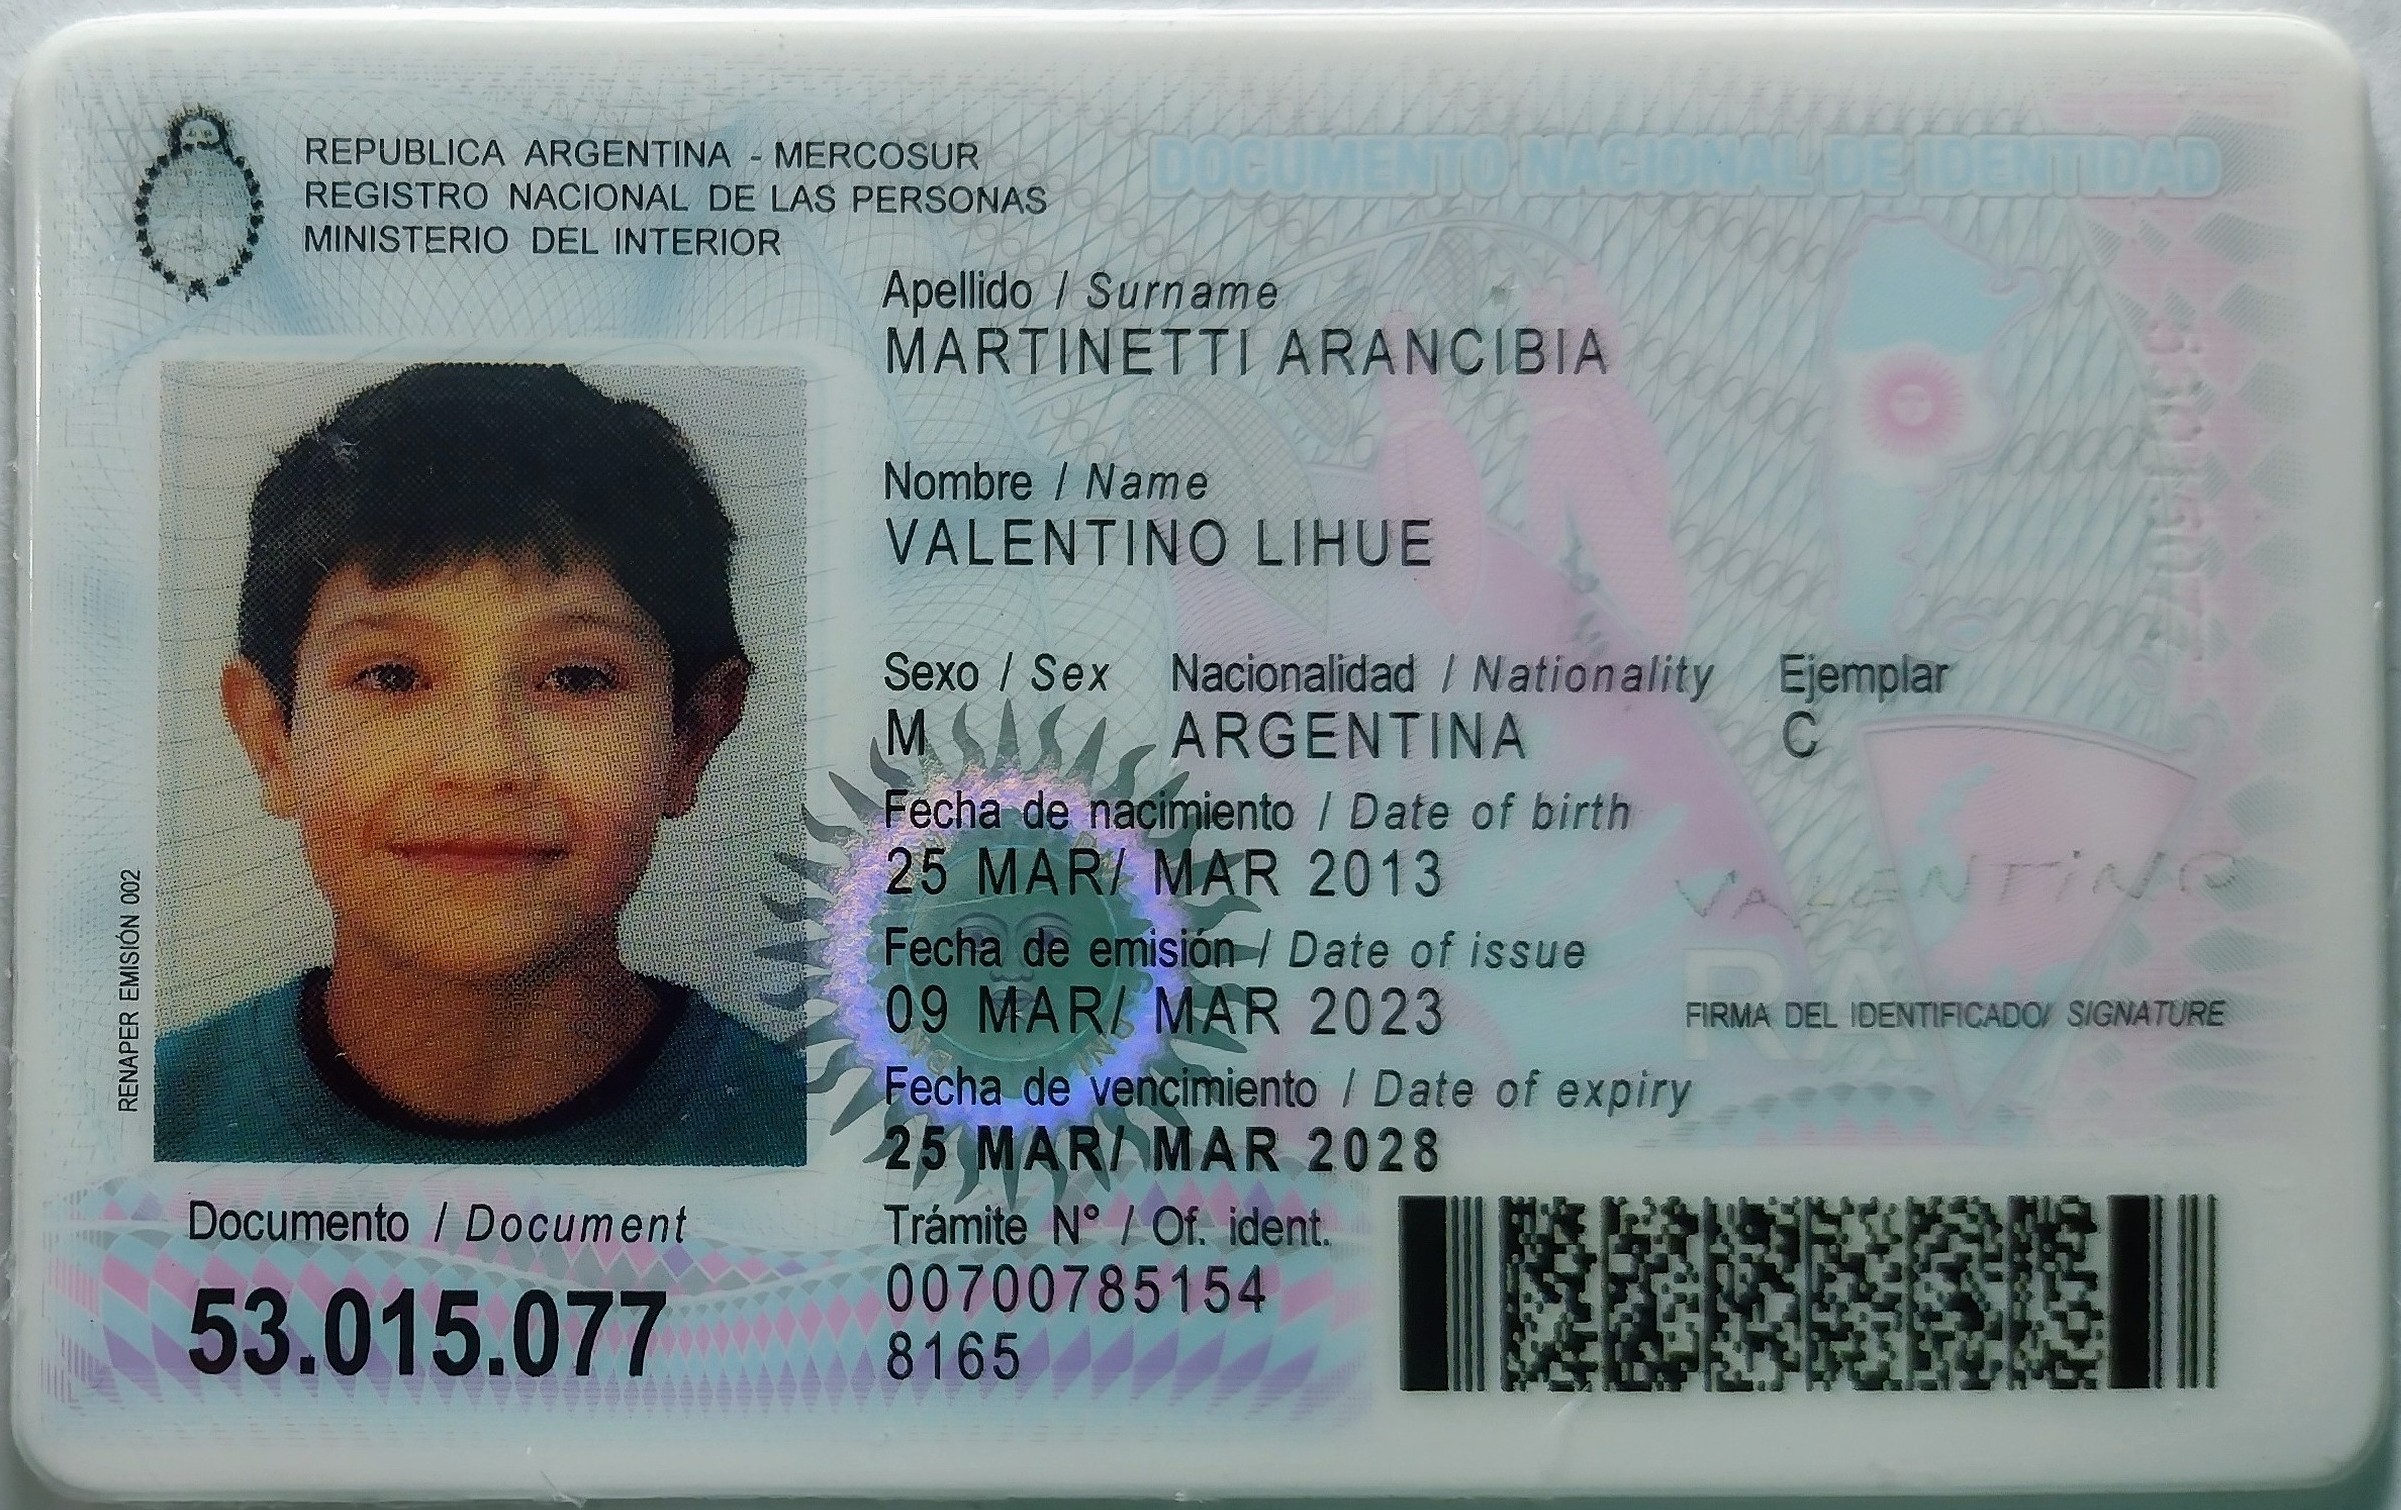 REPUBLICA ARGENTINA - MERCOSUR
REGISTRO NACIONAL DE LAS PERSONAS
MINISTERIO DEL INTERIOR
DOCUMENTO NACIONAL DE IDENTIDAD
Apellido / Surname
MARTINETTI ARANCIBIA
Nombre / Name
VALENTINO LIHUE
Sexo / Sex Nacionalidad / Nationality Ejemplar
M ARGENTINA C
Fecha de nacimiento / Date of birth
25 MAR/ MAR 2013
VALENTiNO
Fecha de emisión / Date of issue
09 MAR/ MAR 2023
RA
FIRMA DEL IDENTIFICADO/ SIGNATURE
Fecha de vencimiento / Date of expiry
25 MAR/ MAR 2028
RENAPER EMISIÓN 002
Documento / Document
53.015.077
Trámite N° / Of. ident.
00700785154
8165